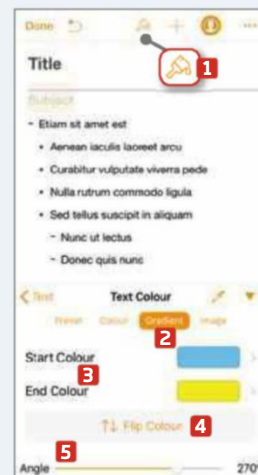 Done
1
Title
Subject
- Etiam sit amet est
• Aenean iaculis laoreet arcu
• Curabitur vulputate viverra pede
• Nulla rutrum commodo ligula
• Sed tellus suscipit in aliquam
- Nunc ut lectus
- Donec quis nunc
< Text Text Colour
Preset Colour Gradient Image
2
Start Colour
3
End Colour
↑↓ Flip Colour 4
5
Angle 270°